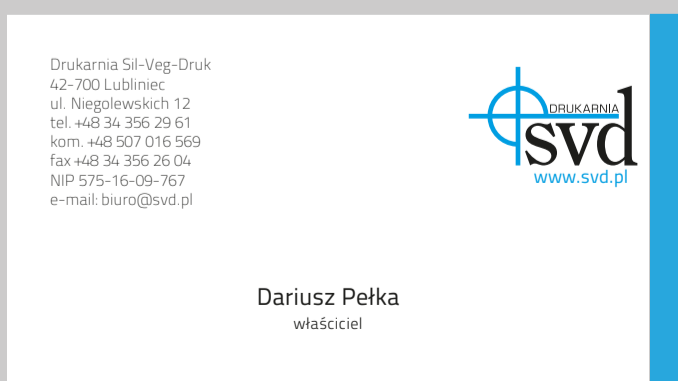 Drukarnia Sil-Veg-Druk
42-700 Lubliniec
ul. Niegolewskich 12
tel. +48 34 356 29 61
kom. +48 507 016 569
fax +48 34 356 26 04
NIP 575-16-09-767
e-mail: biuro@svd.pl
DRUKARNIA
svd
www.svd.pl
Dariusz Pełka
właściciel